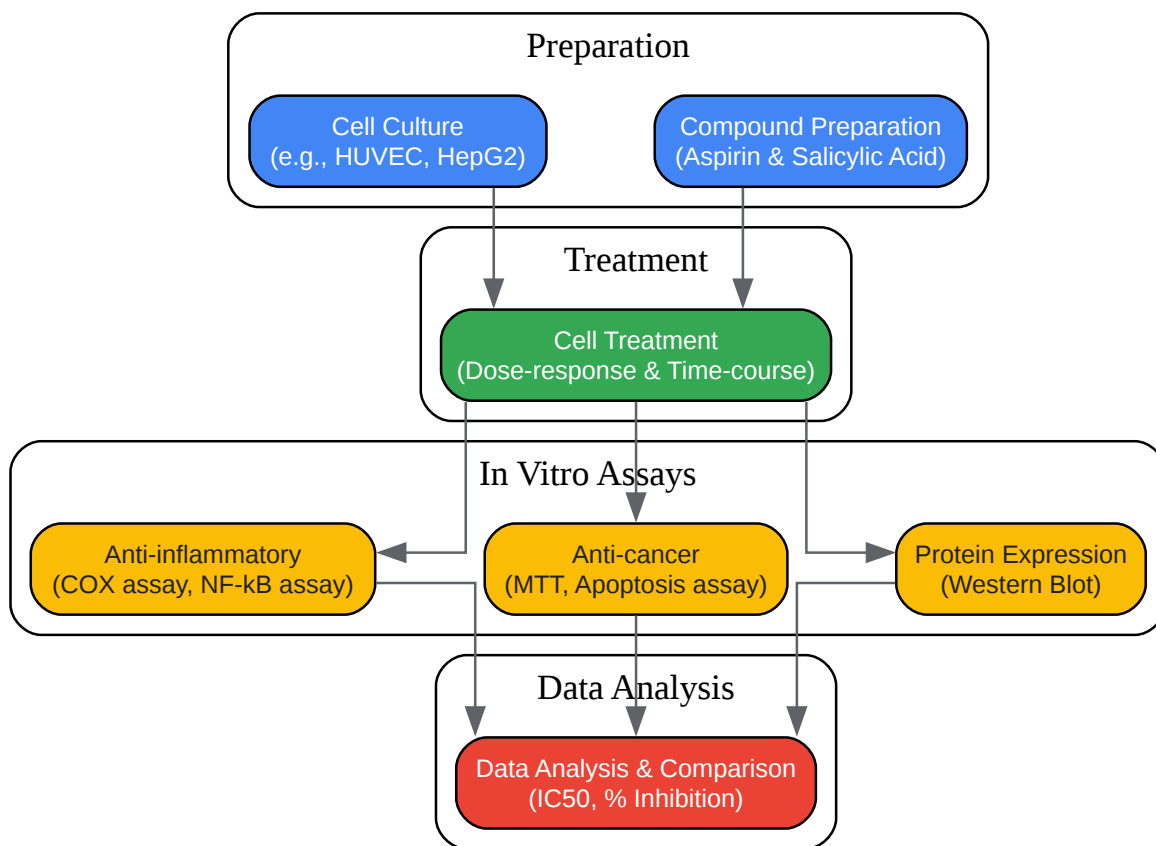 Preparation
Cell Culture
(e.g., HUVEC, HepG2)
Compound Preparation
(Aspirin & Salicylic Acid)
Treatment
Cell Treatment
(Dose-response & Time-course)
In Vitro Assays
Anti-inflammatory
(COX assay, NF-kB assay)
Anti-cancer
(MTT, Apoptosis assay)
Protein Expression
(Western Blot)
Data Analysis
Data Analysis & Comparison
(IC50, % Inhibition)